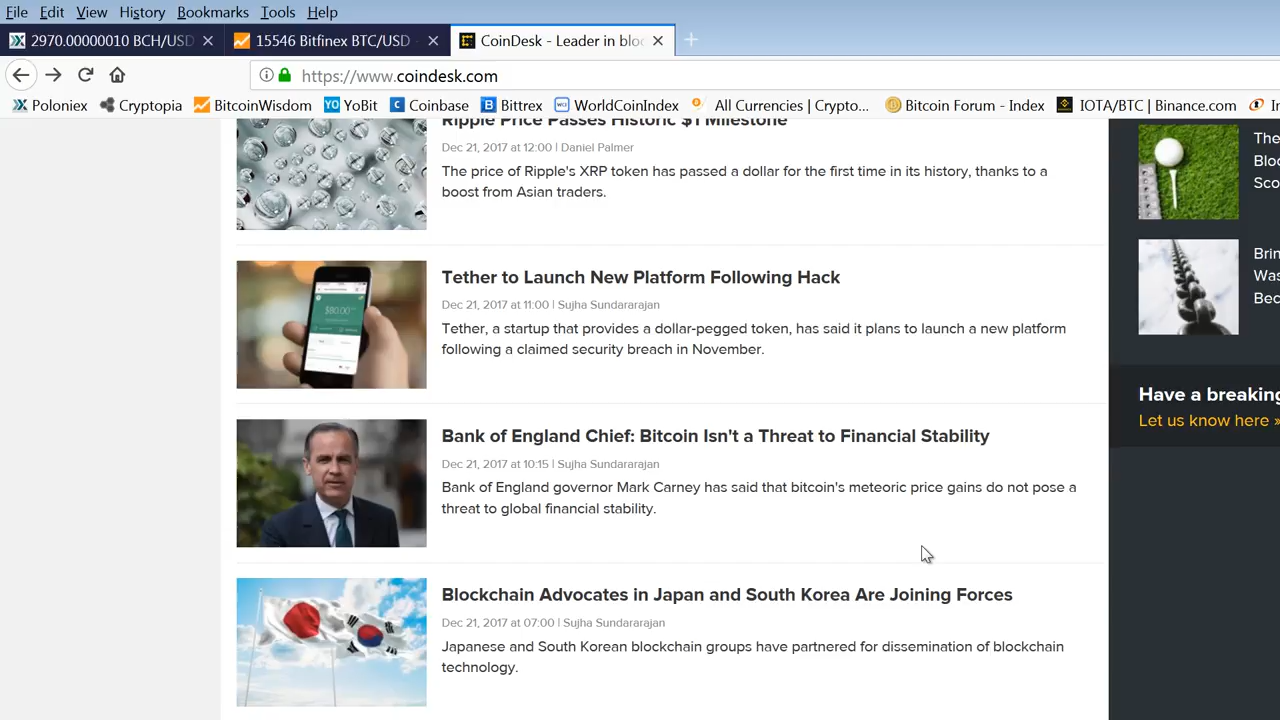 File Edit View History Bookmarks Tools Help
2970.00000010 BCH/USD
15546 Bitfinex BTC/USD -
CoinDesk - Leader in bloc
https://www.coindesk.com
Poloniex Cryptopia BitcoinWisdom YoBit Coinbase Bittrex WorldCoinIndex All Currencies | Crypto... Bitcoin Forum - Index IOTA/BTC | Binance.com
Ripple Price Passes Historic $1 Milestone
Dec 21, 2017 at 12:00 | Daniel Palmer
The price of Ripple's XRP token has passed a dollar for the first time in its history, thanks to a
boost from Asian traders.
$80.00
Tether to Launch New Platform Following Hack
Dec 21, 2017 at 11:00 | Sujha Sundararajan
Tether, a startup that provides a dollar-pegged token, has said it plans to launch a new platform
following a claimed security breach in November.
Bank of England Chief: Bitcoin Isn't a Threat to Financial Stability
Dec 21, 2017 at 10:15 | Sujha Sundararajan
Bank of England governor Mark Carney has said that bitcoin's meteoric price gains do not pose a
threat to global financial stability.
Blockchain Advocates in Japan and South Korea Are Joining Forces
Dec 21, 2017 at 07:00 | Sujha Sundararajan
Japanese and South Korean blockchain groups have partnered for dissemination of blockchain
technology.
The
Bloc
Sco
Brin
Was
Bec
Have a breaking
Let us know here »